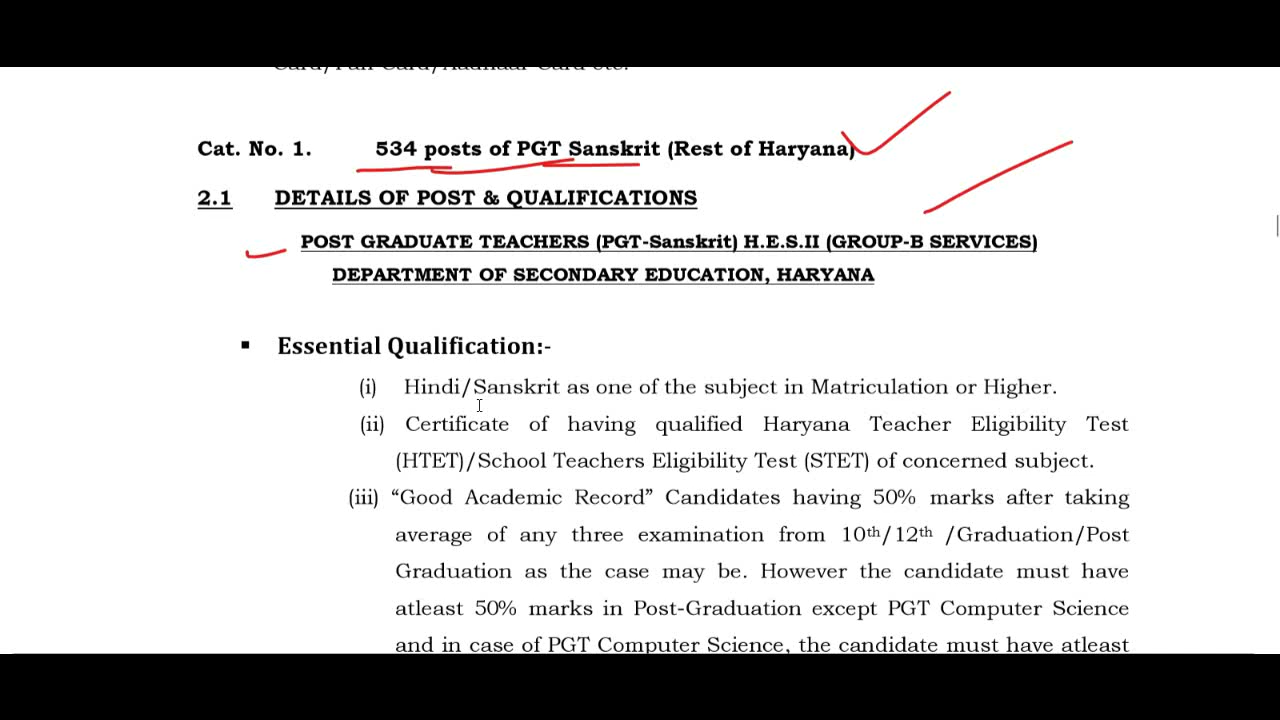 Card/Pan Card/Aadhaar Card etc.
Cat. No. 1. 534 posts of PGT Sanskrit (Rest of Haryana)
2.1 DETAILS OF POST & QUALIFICATIONS
POST GRADUATE TEACHERS (PGT-Sanskrit) H.E.S.II (GROUP-B SERVICES)
DEPARTMENT OF SECONDARY EDUCATION, HARYANA
▪ Essential Qualification:-
(i) Hindi/Sanskrit as one of the subject in Matriculation or Higher.
(ii) Certificate of having qualified Haryana Teacher Eligibility Test
(HTET)/School Teachers Eligibility Test (STET) of concerned subject.
(iii) “Good Academic Record” Candidates having 50% marks after taking
average of any three examination from 10th/12th /Graduation/Post
Graduation as the case may be. However the candidate must have
atleast 50% marks in Post-Graduation except PGT Computer Science
and in case of PGT Computer Science, the candidate must have atleast